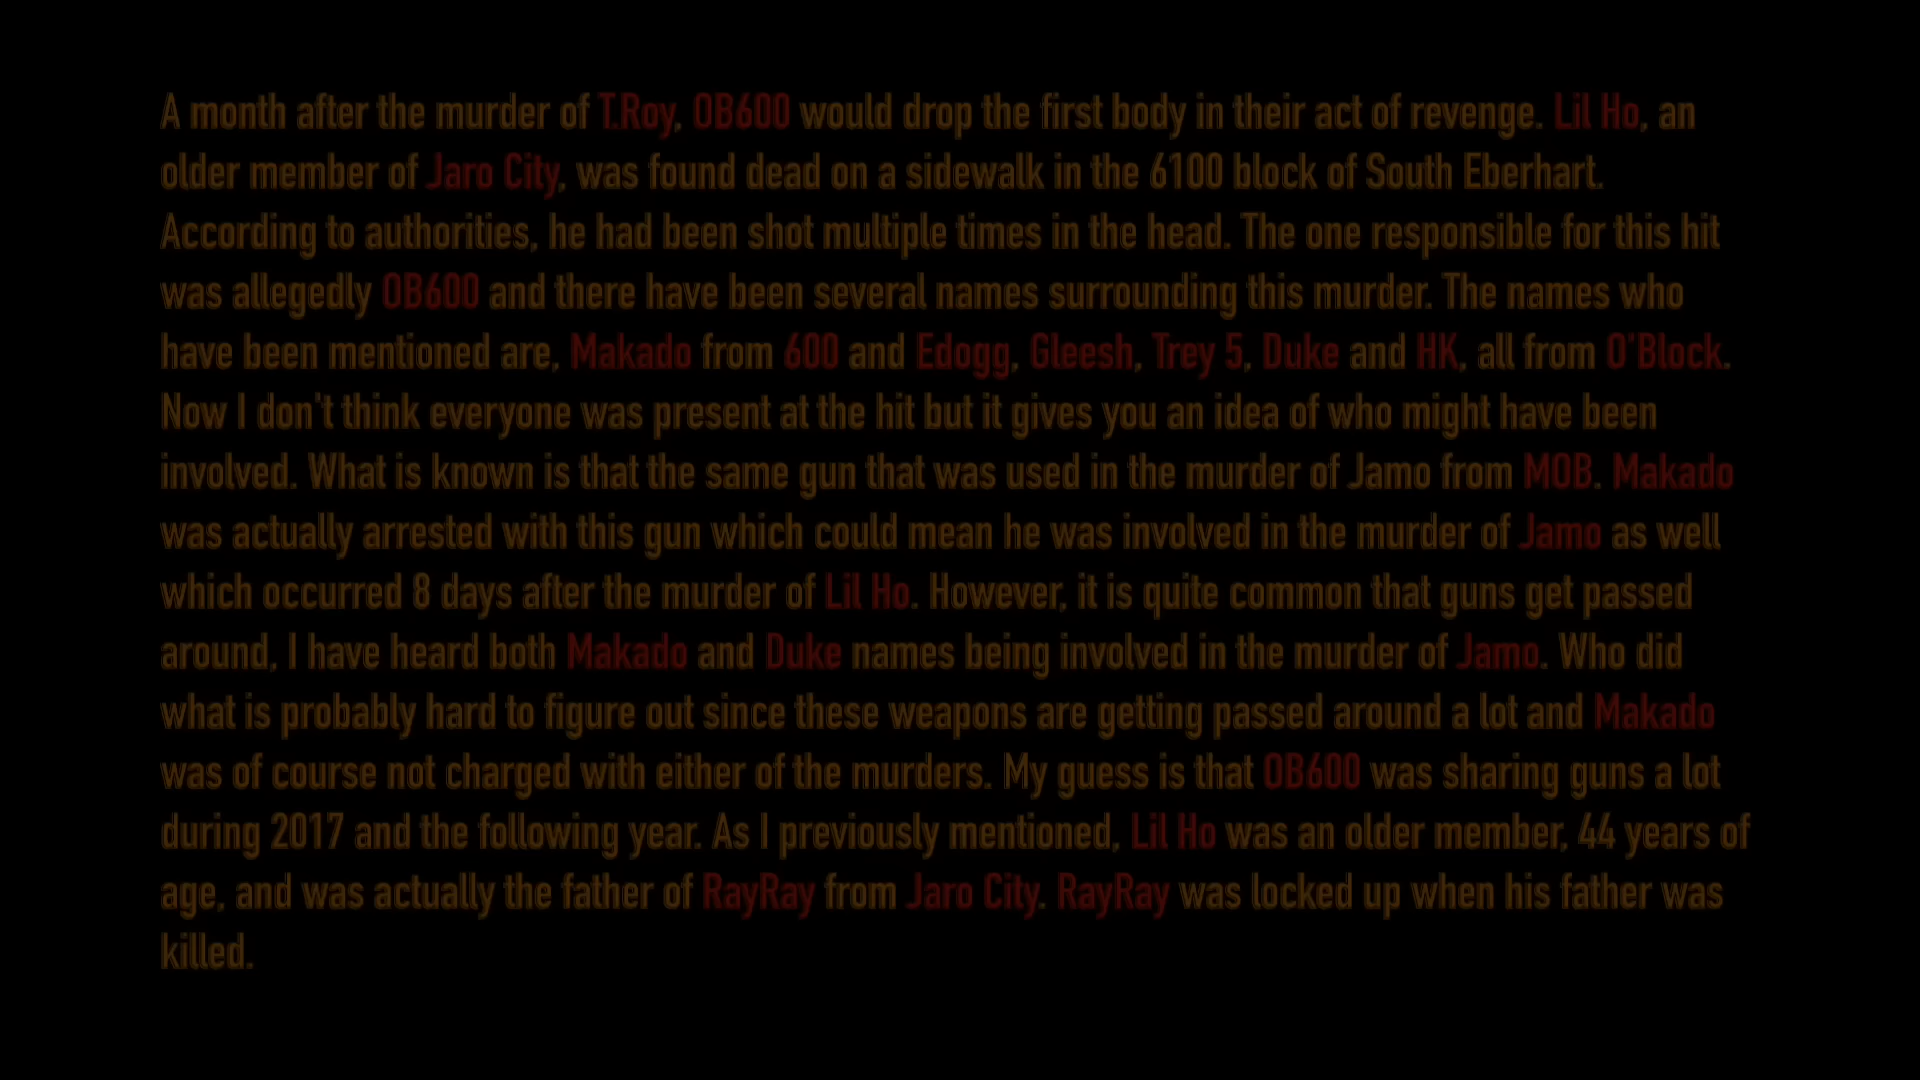 A month after the murder of T.Roy, OB600 would drop the first body in their act of revenge. Lil Ho, an
older member of Jaro City, was found dead on a sidewalk in the 6100 block of South Eberhart.
According to authorities, he had been shot multiple times in the head. The one responsible for this hit
was allegedly OB600 and there have been several names surrounding this murder. The names who
have been mentioned are, Makado from 600 and Edogg, Gleesh, Trey 5, Duke and HK, all from O'Block.
Now I don't think everyone was present at the hit but it gives you an idea of who might have been
involved. What is known is that the same gun that was used in the murder of Jamo from MOB. Makado
was actually arrested with this gun which could mean he was involved in the murder of Jamo as well
which occurred 8 days after the murder of Lil Ho. However, it is quite common that guns get passed
around, I have heard both Makado and Duke names being involved in the murder of Jamo. Who did
what is probably hard to figure out since these weapons are getting passed around a lot and Makado
was of course not charged with either of the murders. My guess is that OB600 was sharing guns a lot
during 2017 and the following year. As I previously mentioned, Lil Ho was an older member, 44 years of
age, and was actually the father of RayRay from Jaro City. RayRay was locked up when his father was
killed.